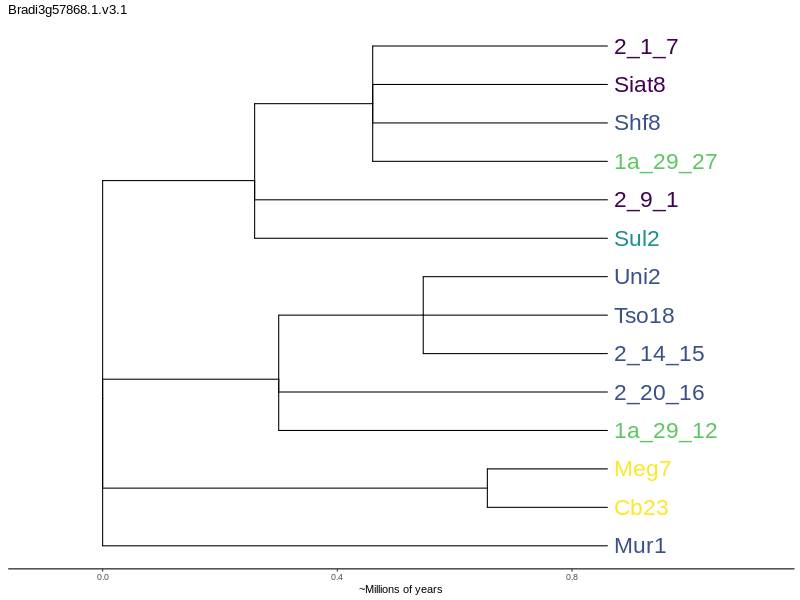 Bradi3g57868.1.v3.1
2_1_7
Siat8
Shf8
1a_29_27
2_9_1
Sul2
Uni2
Tso18
2_14_15
2_20_16
1a_29_12
Meg7
Cb23
Mur1
0.0 0.4 0.8
~Millions of years